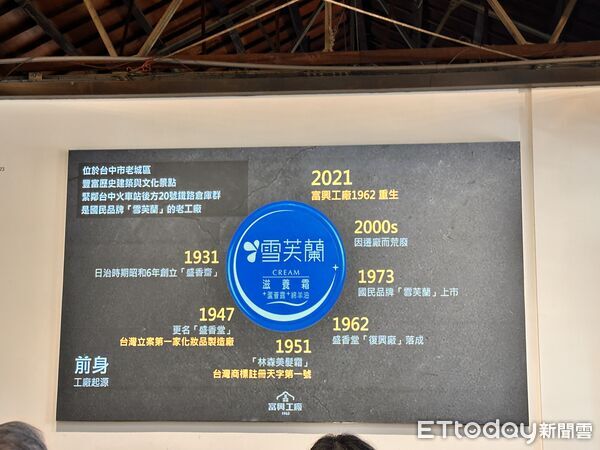 位於台中市老城區
豐富歷史建築與文化景點
緊鄰台中火車站後方20號鐵路倉庫群
是國民品牌「雪芙蘭」的老工廠
2021
富興工廠1962 重生
2000s
因遷廠而荒廢
1973
國民品牌「雪芙蘭」上市
1962
盛香堂「復興廠」落成
1951
「林森美髮霜」
台灣商標註冊天字第一號
1947
更名「盛香堂」
台灣立案第一家化妝品製造廠
1931
日治時期昭和6年創立「盛香齋」
雪芙蘭
CREAM
滋養霜
蘆薈露 綿羊油
前身
工廠起源
富興工廠
1962
23
ETtoday新聞雲